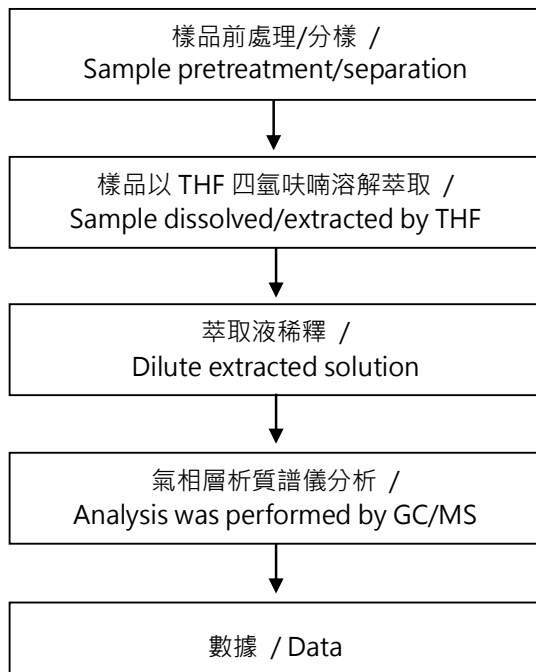 樣品前處理/分樣 /
Sample pretreatment/separation
樣品以 THF 四氫呋喃溶解萃取 /
Sample dissolved/extracted by THF
萃取液稀釋 /
Dilute extracted solution
氣相層析質譜儀分析 /
Analysis was performed by GC/MS
數據 / Data